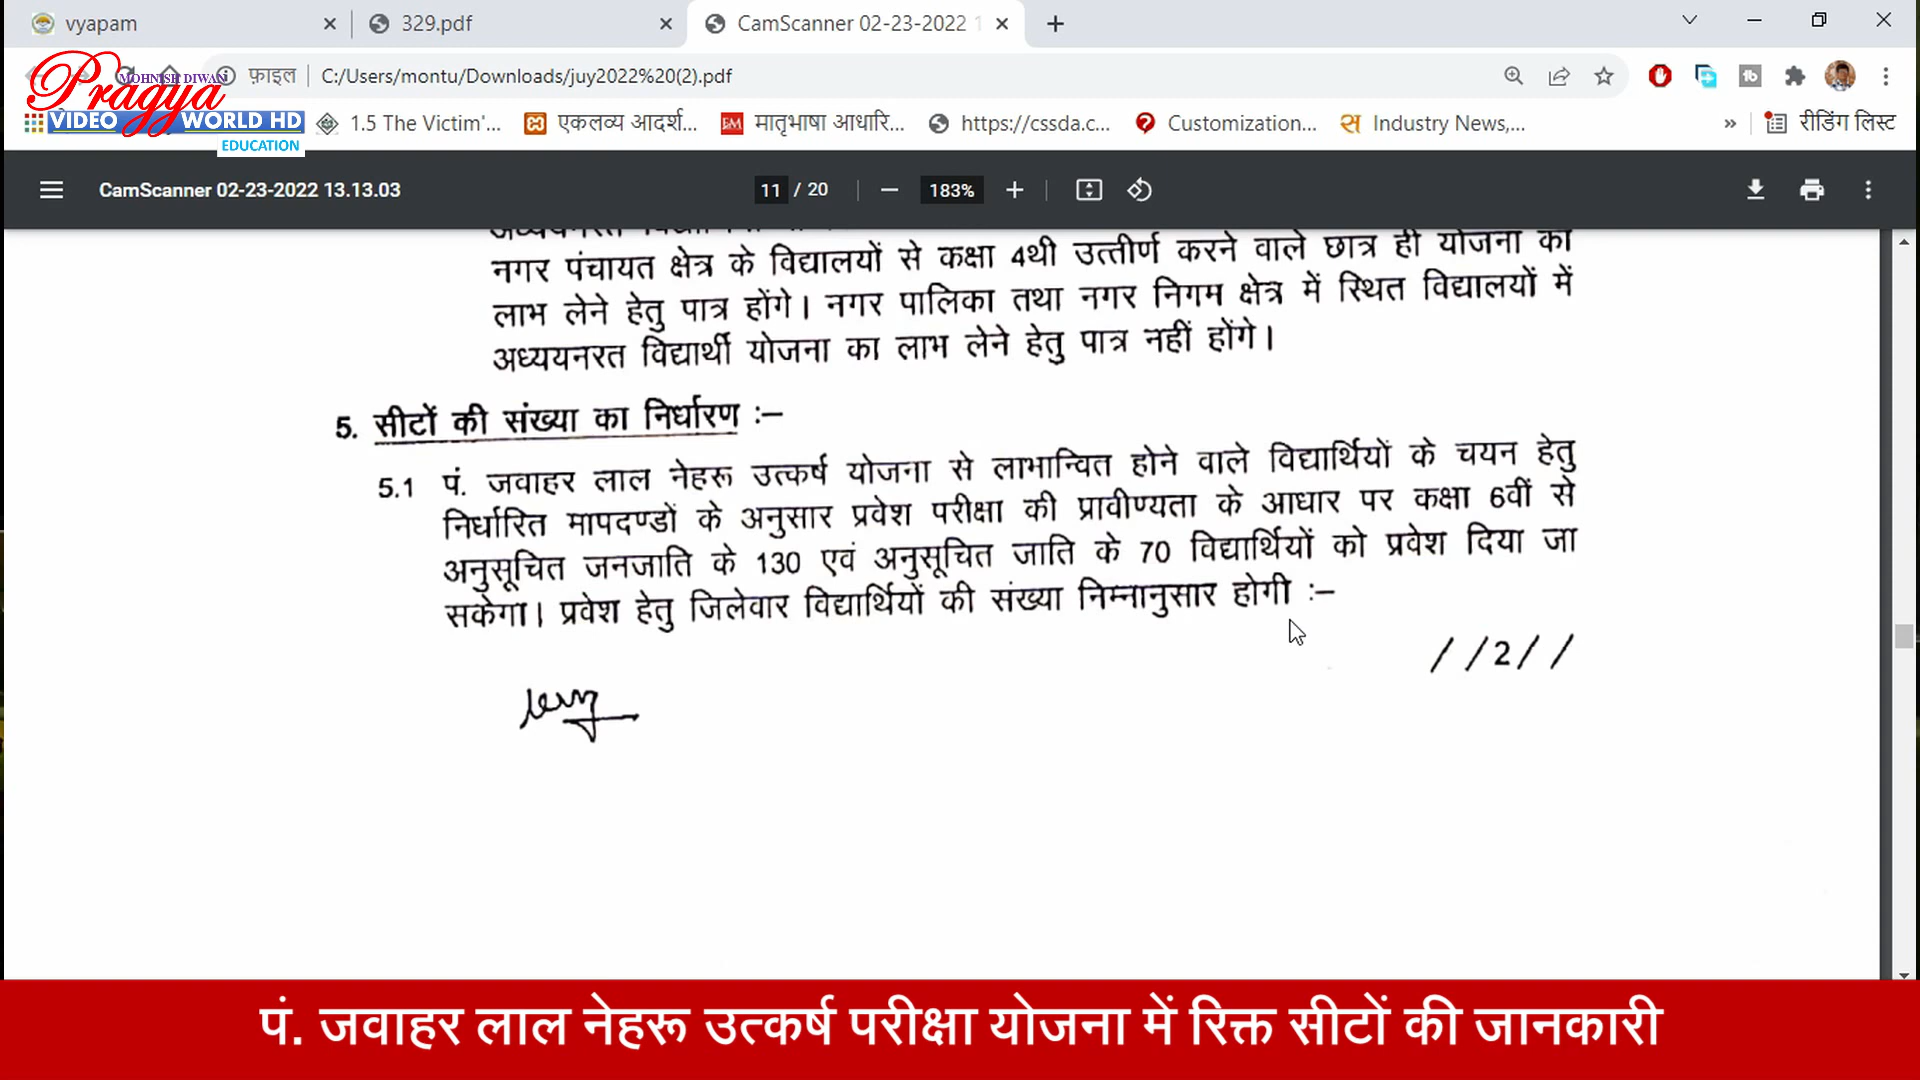 vyapam
329.pdf
CamScanner 02-23-2022 1
फ़ाइल
C:/Users/montu/Downloads/juy2022%20(2).pdf
MOHNISH DIWAN
Pragya
VIDEO WORLD HD
EDUCATION
1.5 The Victim'...
एकलव्य आदर्श...
मातृभाषा आधारि...
https://cssda.c...
Customization...
Industry News,...
»
रीडिंग लिस्ट
CamScanner 02-23-2022 13.13.03
11 / 20
183%
नगर पंचायत क्षेत्र के विद्यालयों से कक्षा 4थी उत्तीर्ण करने वाले छात्र ही योजना का
लाभ लेने हेतु पात्र होंगे। नगर पालिका तथा नगर निगम क्षेत्र में स्थित विद्यालयों में
अध्ययनरत विद्यार्थी योजना का लाभ लेने हेतु पात्र नहीं होंगे।
5. सीटों की संख्या का निर्धारण :–
5.1 पं. जवाहर लाल नेहरू उत्कर्ष योजना से लाभान्वित होने वाले विद्यार्थियों के चयन हेतु
निर्धारित मापदण्डों के अनुसार प्रवेश परीक्षा की प्रावीण्यता के आधार पर कक्षा 6वीं से
अनुसूचित जनजाति के 130 एवं अनुसूचित जाति के 70 विद्यार्थियों को प्रवेश दिया जा
सकेगा। प्रवेश हेतु जिलेवार विद्यार्थियों की संख्या निम्नानुसार होगी :–
//2//
पं. जवाहर लाल नेहरू उत्कर्ष परीक्षा योजना में रिक्त सीटों की जानकारी